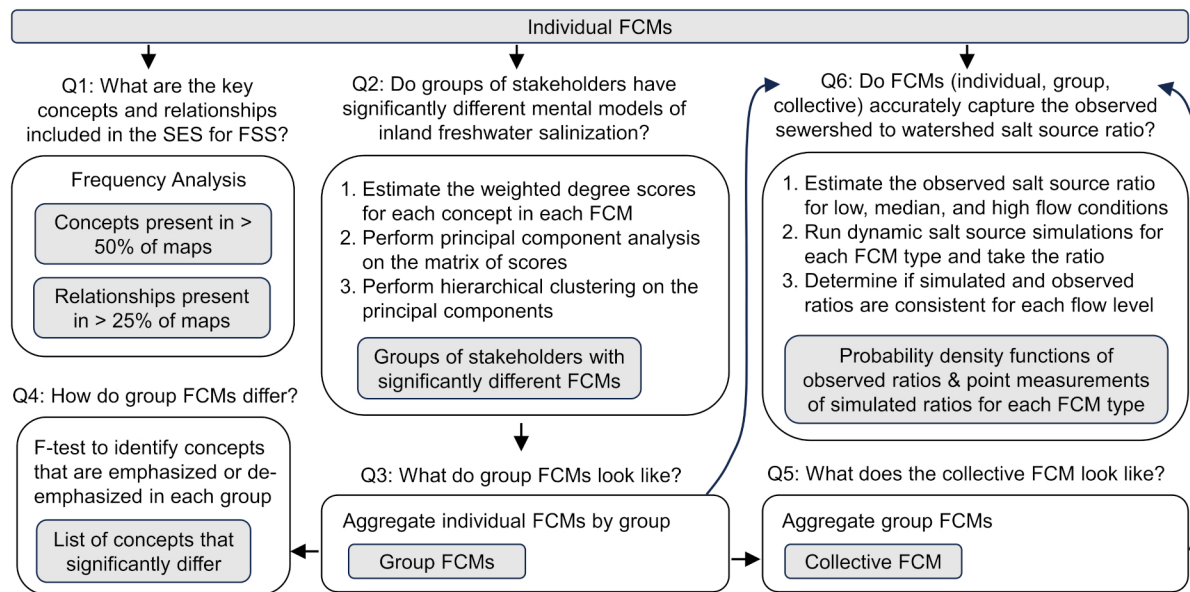 Individual FCMs
Q1: What are the key
concepts and relationships
included in the SES for FSS?
Frequency Analysis
Concepts present in >
50% of maps
Relationships present
in > 25% of maps
Q2: Do groups of stakeholders have
significantly different mental models of
inland freshwater salinization?
1. Estimate the weighted degree scores
for each concept in each FCM
2. Perform principal component analysis
on the matrix of scores
3. Perform hierarchical clustering on the
principal components
Groups of stakeholders with
significantly different FCMs
Q6: Do FCMs (individual, group,
collective) accurately capture the observed
sewershed to watershed salt source ratio?
1. Estimate the observed salt source ratio
for low, median, and high flow conditions
2. Run dynamic salt source simulations for
each FCM type and take the ratio
3. Determine if simulated and observed
ratios are consistent for each flow level
Probability density functions of
observed ratios & point measurements
of simulated ratios for each FCM type
Q4: How do group FCMs differ?
F-test to identify concepts
that are emphasized or de-
emphasized in each group
List of concepts that
significantly differ
Q3: What do group FCMs look like?
Aggregate individual FCMs by group
Group FCMs
Q5: What does the collective FCM look like?
Aggregate group FCMs
Collective FCM